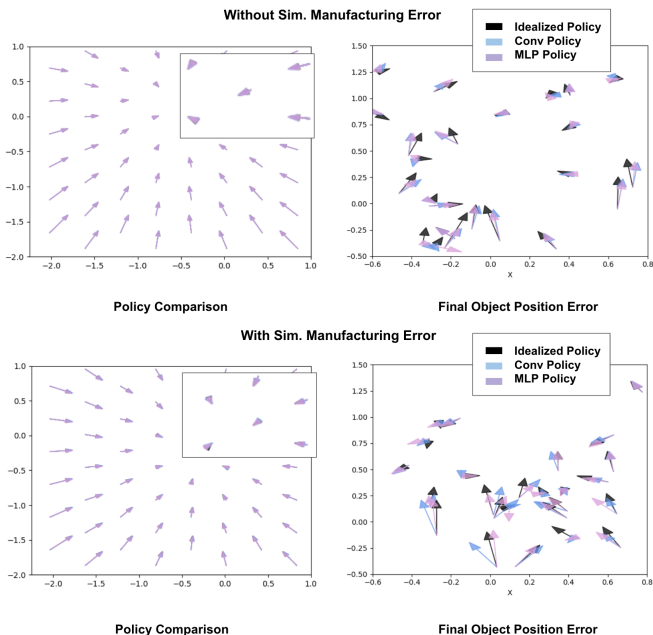 Without Sim. Manufacturing Error
Idealized Policy
Conv Policy
MLP Policy
1.0
0.5
0.0
−0.5
−1.0
−1.5
−2.0
−2.0 −1.5 −1.0 −0.5 0.0 0.5 1.0
1.50
1.25
1.00
0.75
0.50
0.25
0.00
−0.25
−0.50
−0.6 −0.4 −0.2 0.0 0.2 0.4 0.6 0.8
X
Policy Comparison
Final Object Position Error
With Sim. Manufacturing Error
Idealized Policy
Conv Policy
MLP Policy
1.0
0.5
0.0
−0.5
−1.0
−1.5
−2.0
−2.0 −1.5 −1.0 −0.5 0.0 0.5 1.0
1.50
1.25
1.00
0.75
0.50
0.25
0.00
−0.25
−0.50
−0.6 −0.4 −0.2 0.0 0.2 0.4 0.6 0.8
X
Policy Comparison
Final Object Position Error